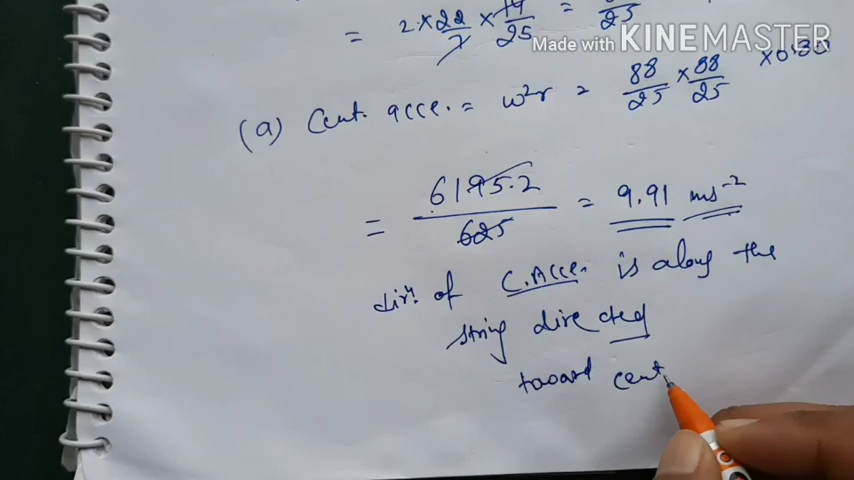 = 2 × 22/7 × 14/25 = 88/25
Made with KINEMASTER
(a) Cent. acce. = w²r = 88/25 × 88/25 × 0.80
= 6195.2/625 = 9.91 ms⁻²
dirⁿ. of C.Acce. is along the
string directed
toward cent